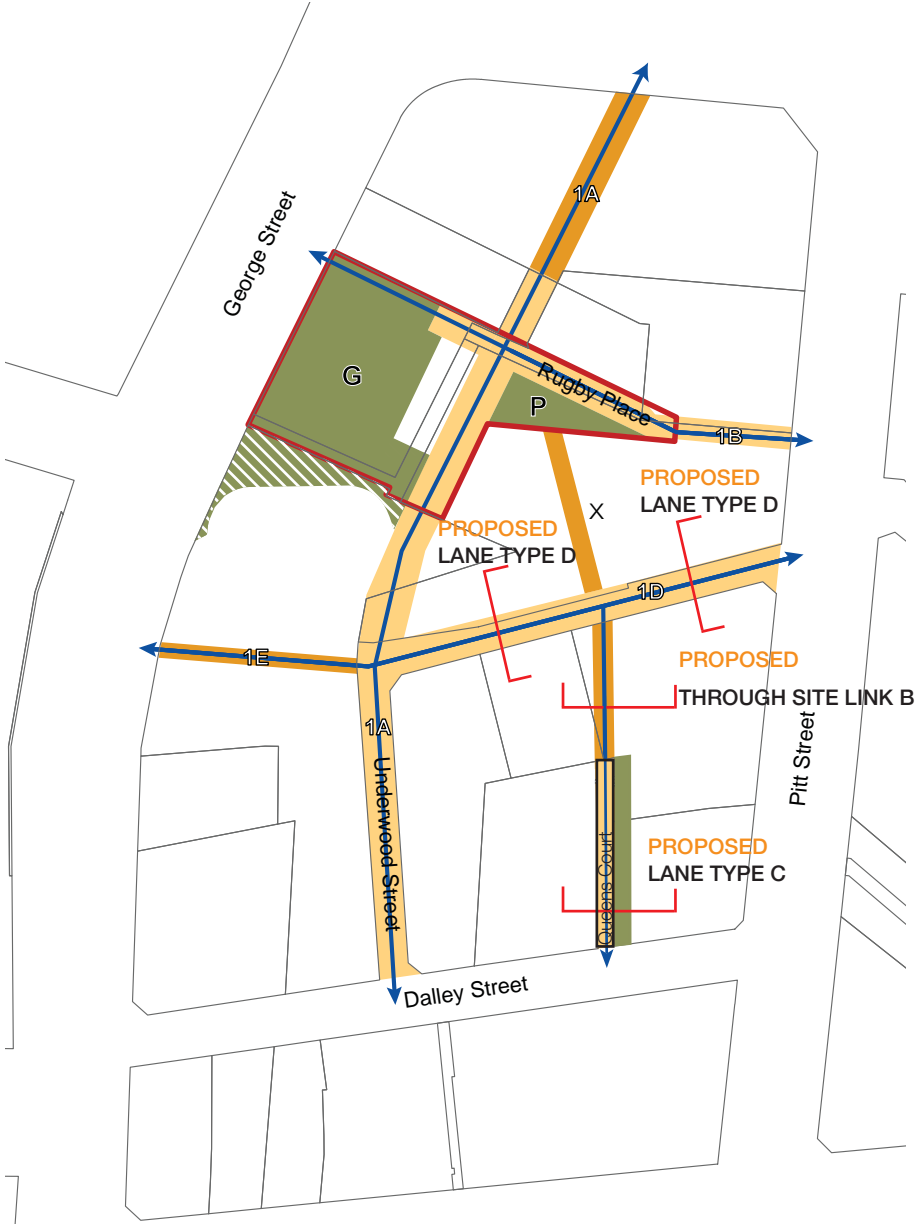 1A
George Street
G
Rugby Place
P
1B
PROPOSED
LANE TYPE D
X
PROPOSED
LANE TYPE D
1D
1E
PROPOSED
THROUGH SITE LINK B
1A
Pitt Street
Underwood Street
PROPOSED
LANE TYPE C
Queens Court
Dalley Street